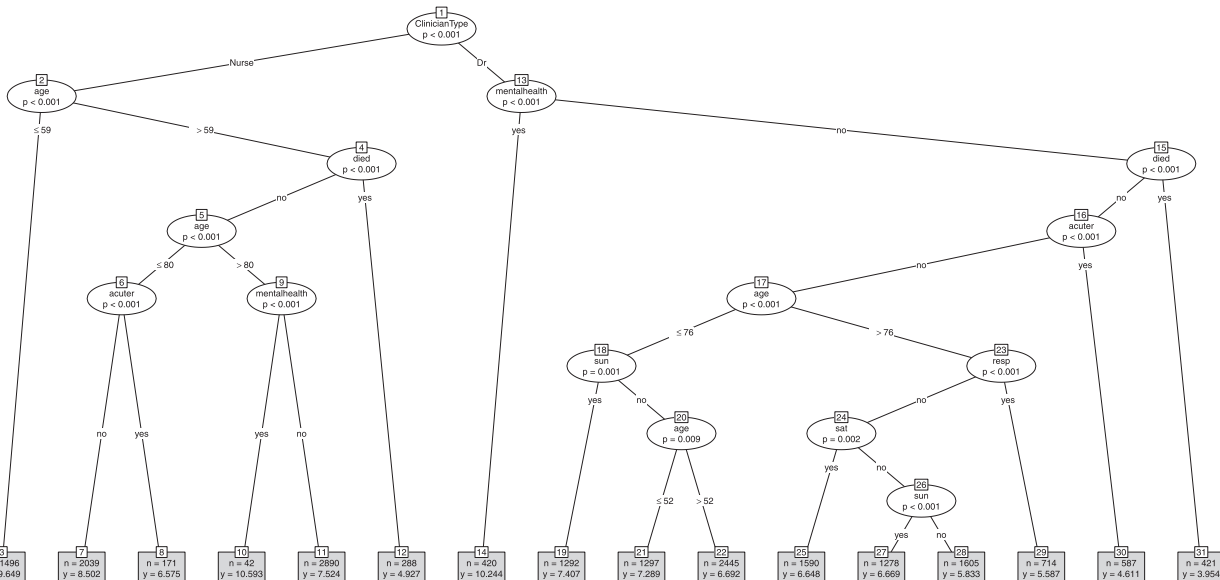 1
ClinicianType
p < 0.001
Nurse
Dr
2
age
p < 0.001
13
mentalhealth
p < 0.001
≤ 59
> 59
yes
no
4
died
p < 0.001
15
died
p < 0.001
no
yes
no
yes
5
age
p < 0.001
16
acuter
p < 0.001
≤ 80
> 80
no
yes
6
acuter
p < 0.001
9
mentalhealth
p < 0.001
17
age
p < 0.001
≤ 76
> 76
18
sun
p = 0.001
23
resp
p < 0.001
yes
no
no
yes
20
age
p = 0.009
24
sat
p = 0.002
no
yes
yes
no
yes
no
26
sun
p < 0.001
≤ 52
> 52
yes
no
3
1496
9.649
7
n = 2039
y = 8.502
8
n = 171
y = 6.575
10
n = 42
y = 10.593
11
n = 2890
y = 7.524
12
n = 288
y = 4.927
14
n = 420
y = 10.244
19
n = 1292
y = 7.407
21
n = 1297
y = 7.289
22
n = 2445
y = 6.692
25
n = 1590
y = 6.648
27
n = 1278
y = 6.669
28
n = 1605
y = 5.833
29
n = 714
y = 5.587
30
n = 587
y = 4.611
31
n = 421
y = 3.954